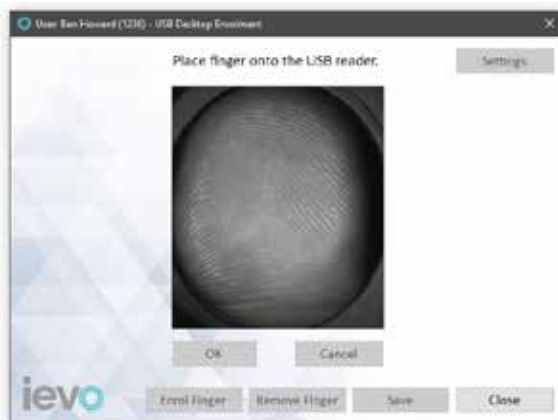 User Ben Howard (1236) - USB Desktop Enrolment
Place finger onto the USB reader.
Settings
OK
Cancel
ievo
Enrol Finger
Remove Finger
Save
Close